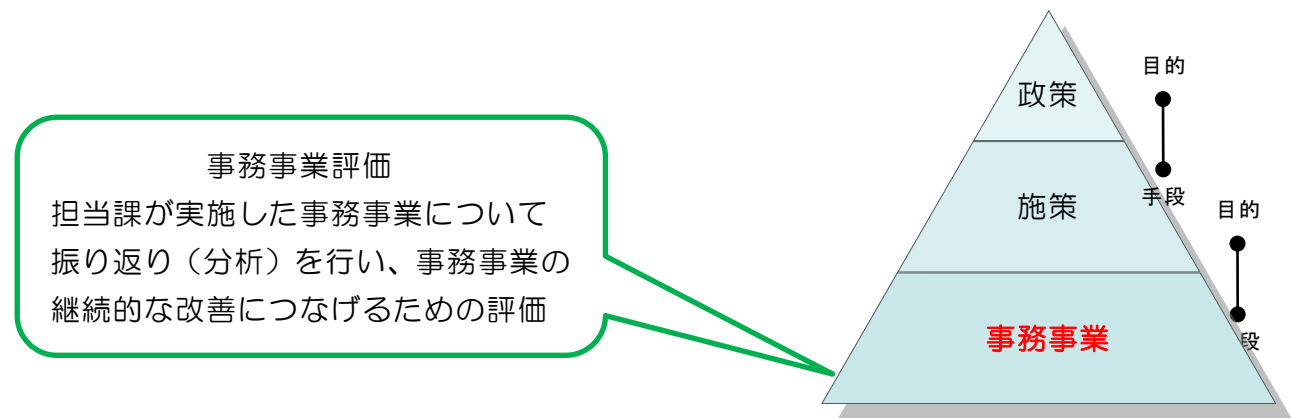 事務事業評価
担当課が実施した事務事業について
振り返り（分析）を行い、事務事業の
継続的な改善につなげるための評価
政策
施策
事務事業
目的
手段
目的
段